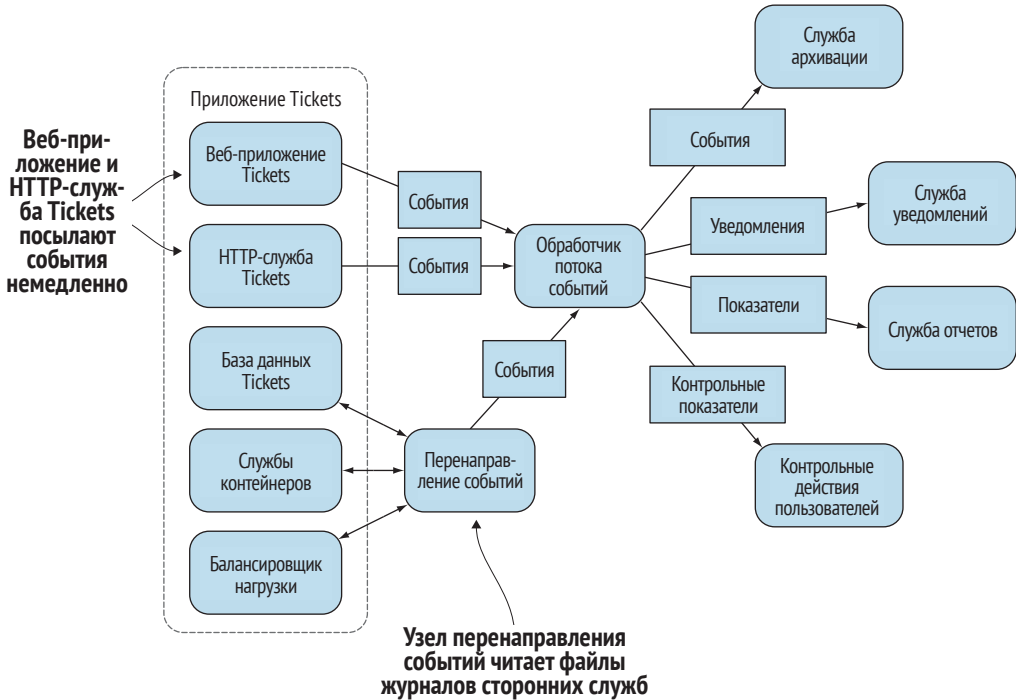 Приложение Tickets
Веб-при-
ложение и
HTTP-служ-
ба Tickets
посылают
события
немедленно
Веб-приложение
Tickets
HTTP-служба
Tickets
База данных
Tickets
Службы
контейнеров
Балансировщик
нагрузки
События
События
События
Перенаправ-
ление событий
Обработчик
потока
событий
События
Уведомления
Показатели
Контрольные
показатели
Служба
архивации
Служба
уведомлений
Служба отчетов
Контрольные
действия
пользователей
Узел перенаправления
событий читает файлы
журналов сторонних служб